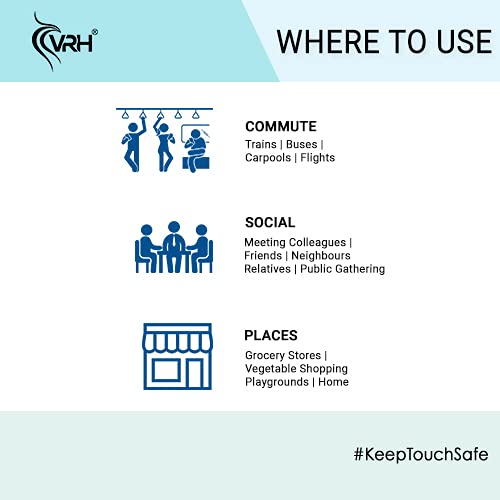 VRH®
WHERE TO USE
COMMUTE
Trains | Buses |
Carpools | Flights
SOCIAL
Meeting Colleagues |
Friends | Neighbours
Relatives | Public Gathering
PLACES
Grocery Stores |
Vegetable Shopping
Playgrounds | Home
#KeepTouchSafe